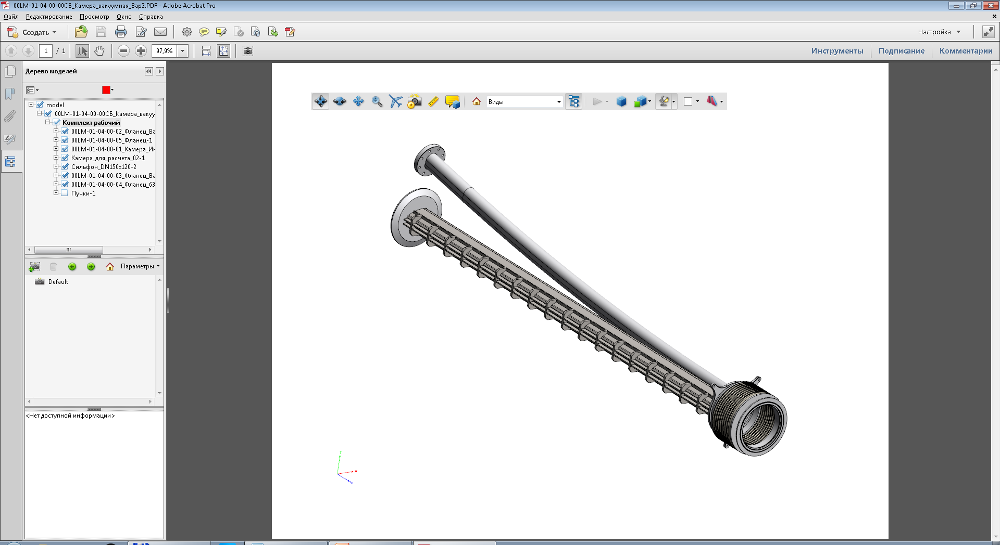 00LM-01-04-00-00СБ_Камера_вакуумная_Вар2.PDF - Adobe Acrobat Pro
Файл Редактирование Просмотр Окно Справка
Создать
Настройка
1 / 1
97,9%
Инструменты Подписание Комментарии
Дерево моделей
Виды
model
00LM-01-04-00-00СБ_Камера_вакуу
Комплект рабочий
00LM-01-04-00-02_Фланец_Ва
00LM-01-04-00-05_Фланец-1
00LM-01-04-00-01_Камера_Ин
Камера_для_расчета_02-1
Сильфон_DN150x120-2
00LM-01-04-00-03_Фланец_Ва
00LM-01-04-00-04_Фланец_63
Пучки-1
Параметры
Default
<Нет доступной информации>